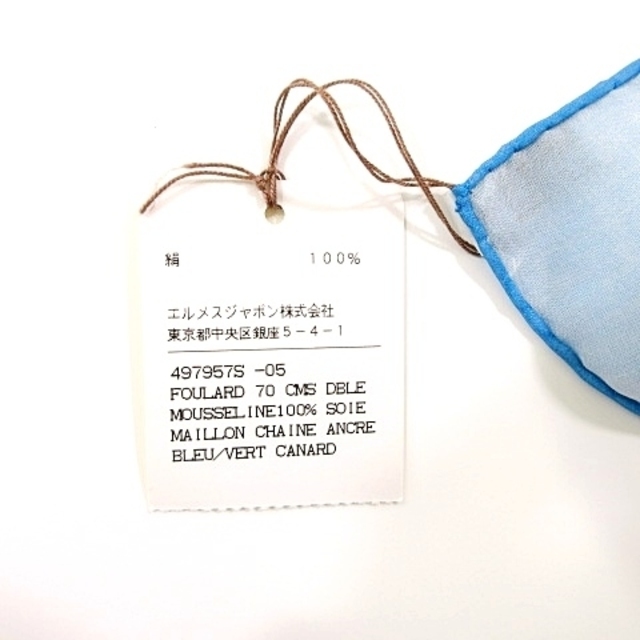 絹 １００％
エルメスジャポン株式会社
東京都中央区銀座５－４－１
497957S -05
FOULARD 70 CMS DBLE
MOUSSELINE100% SOIE
MAILLON CHAINE ANCRE
BLEU/VERT CANARD